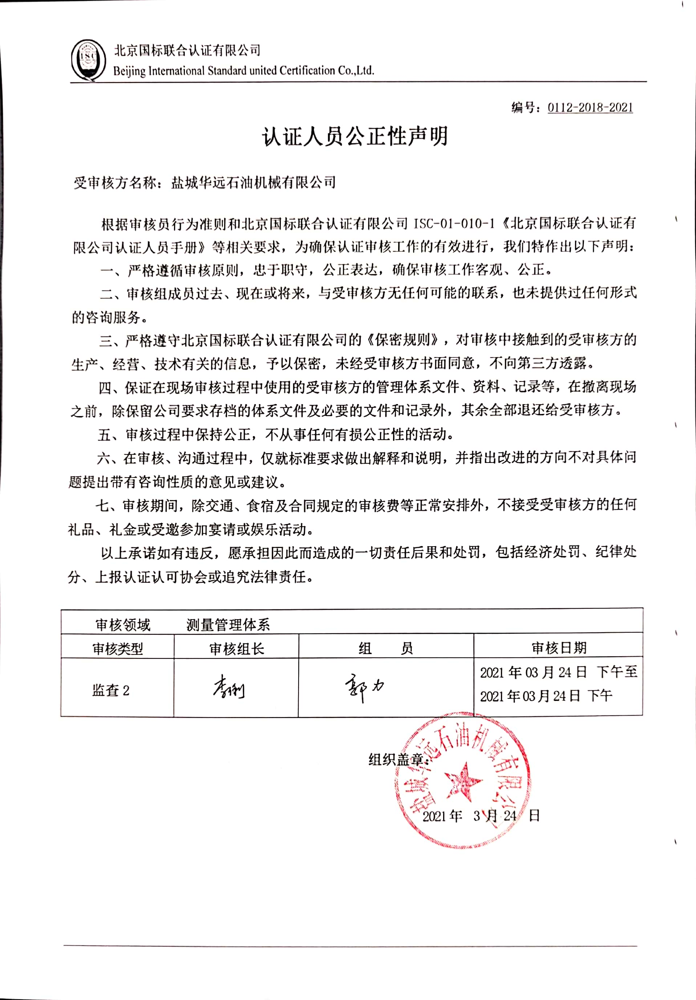 ISC
北京国标联合认证有限公司
Beijing International Standard united Certification Co.,Ltd.
编号：0112-2018-2021
认证人员公正性声明
受审核方名称：盐城华远石油机械有限公司
根据审核员行为准则和北京国标联合认证有限公司 ISC-01-010-1《北京国标联合认证有
限公司认证人员手册》等相关要求，为确保认证审核工作的有效进行，我们特作出以下声明：
一、严格遵循审核原则，忠于职守，公正表达，确保审核工作客观、公正。
二、审核组成员过去、现在或将来，与受审核方无任何可能的联系，也未提供过任何形式
的咨询服务。
三、严格遵守北京国标联合认证有限公司的《保密规则》，对审核中接触到的受审核方的
生产、经营、技术有关的信息，予以保密，未经受审核方书面同意，不向第三方透露。
四、保证在现场审核过程中使用的受审核方的管理体系文件、资料、记录等，在撤离现场
之前，除保留公司要求存档的体系文件及必要的文件和记录外，其余全部退还给受审核方。
五、审核过程中保持公正，不从事任何有损公正性的活动。
六、在审核、沟通过程中，仅就标准要求做出解释和说明，并指出改进的方向不对具体问
题提出带有咨询性质的意见或建议。
七、审核期间，除交通、食宿及合同规定的审核费等正常安排外，不接受受审核方的任何
礼品、礼金或受邀参加宴请或娱乐活动。
以上承诺如有违反，愿承担因此而造成的一切责任后果和处罚，包括经济处罚、纪律处
分、上报认证认可协会或追究法律责任。
审核领域 测量管理体系
审核类型 审核组长 组 员 审核日期
监查 2 郭力 2021 年 03 月 24 日 下午至
2021 年 03 月 24 日 下午
组织盖章：
盐城华远石油机械有限公司
2021 年 3 月 24 日